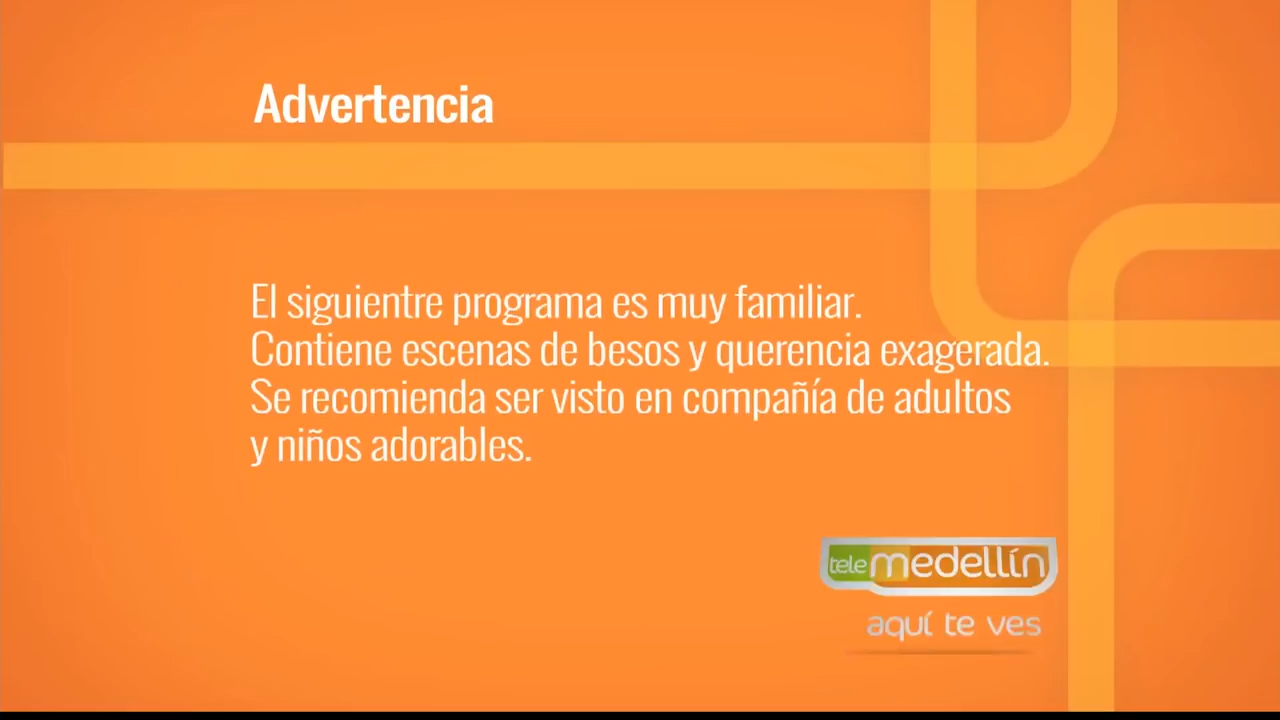 Advertencia
El siguientre programa es muy familiar.
Contiene escenas de besos y querencia exagerada.
Se recomienda ser visto en compañía de adultos
y niños adorables.
telemedellín
aquí te ves